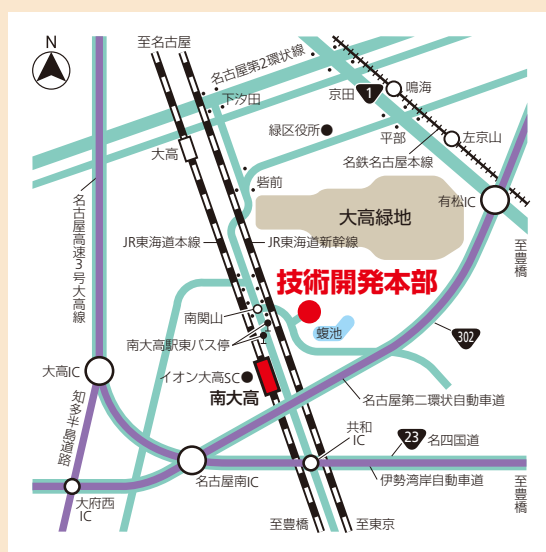 N
至名古屋
名古屋第2環状線
下汐田
京田
1
鳴海
緑区役所
平部
左京山
大高
名鉄名古屋本線
砦前
有松IC
大高緑地
名古屋高速3号大高線
JR東海道本線
JR東海道新幹線
至豊橋
技術開発本部
南関山
蝮池
南大高駅東バス停
302
大高IC
イオン大高SC
南大高
名古屋第二環状自動車道
知多半島道路
共和
IC
23
名四国道
名古屋南IC
伊勢湾岸自動車道
至豊橋
大府西
IC
至豊橋
至東京